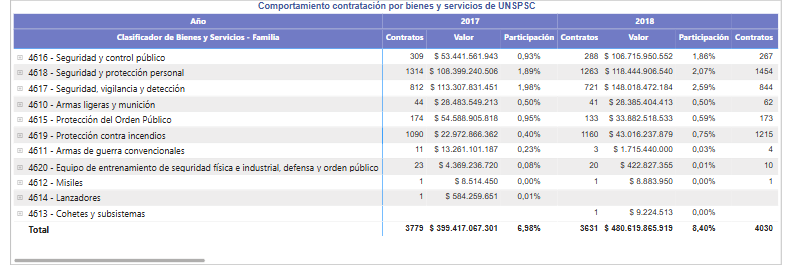 Comportamiento contratación por bienes y servicios de UNSPSC
Año 2017 2018
Clasificador de Bienes y Servicios - Familia Contratos Valor Participación Contratos Valor Participación Contratos
4616 - Seguridad y control público 309 $ 53.441.561.943 0,93% 288 $ 106.715.950.552 1,86% 267
4618 - Seguridad y protección personal 1314 $ 108.399.240.506 1,89% 1263 $ 118.444.906.540 2,07% 1454
4617 - Seguridad, vigilancia y detección 812 $ 113.307.831.451 1,98% 721 $ 148.018.472.184 2,59% 844
4610 - Armas ligeras y munición 44 $ 28.483.549.213 0,50% 41 $ 28.385.404.413 0,50% 62
4615 - Protección del Orden Público 174 $ 54.588.905.818 0,95% 133 $ 33.882.518.533 0,59% 173
4619 - Protección contra incendios 1090 $ 22.972.866.362 0,40% 1160 $ 43.016.237.879 0,75% 1215
4611 - Armas de guerra convencionales 11 $ 13.261.101.187 0,23% 3 $ 1.715.440.000 0,03% 4
4620 - Equipo de entrenamiento de seguridad física e industrial, defensa y orden público 23 $ 4.369.236.720 0,08% 20 $ 422.827.355 0,01% 10
4612 - Misiles 1 $ 8.514.450 0,00% 1 $ 8.883.950 0,00% 1
4614 - Lanzadores 1 $ 584.259.651 0,01%
4613 - Cohetes y subsistemas 1 $ 9.224.513 0,00%
Total 3779 $ 399.417.067.301 6,98% 3631 $ 480.619.865.919 8,40% 4030